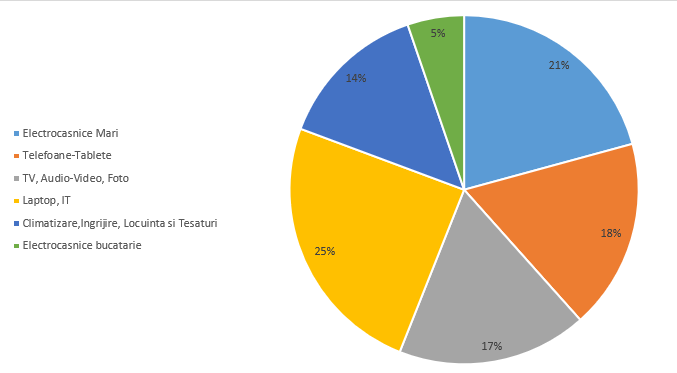 Electrocasnice Mari
Telefoane-Tablete
TV, Audio-Video, Foto
Laptop, IT
Climatizare,Ingrijire, Locuinta si Tesaturi
Electrocasnice bucatarie
5%
21%
14%
18%
25%
17%